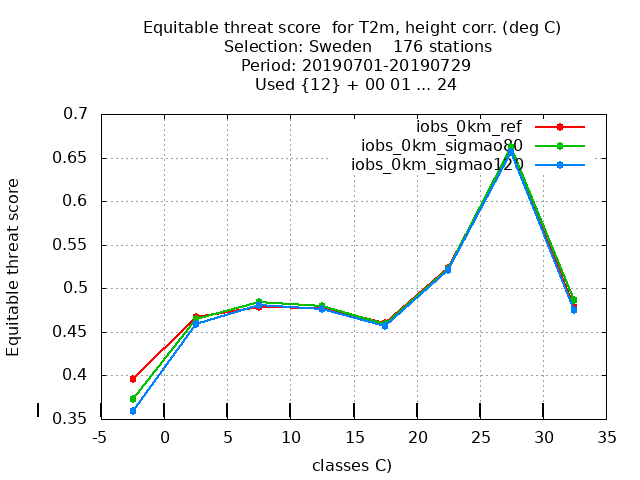 Equitable threat score for T2m, height corr. (deg C)
Selection: Sweden 176 stations
Period: 20190701-20190729
Used {12} + 00 01 ... 24
0.7
0.65
0.6
0.55
0.5
0.45
0.4
0.35
Equitable threat score
iobs_0km_ref
iobs_0km_sigmao80
iobs_0km_sigmao120
-5 0 5 10 15 20 25 30 35
classes C)